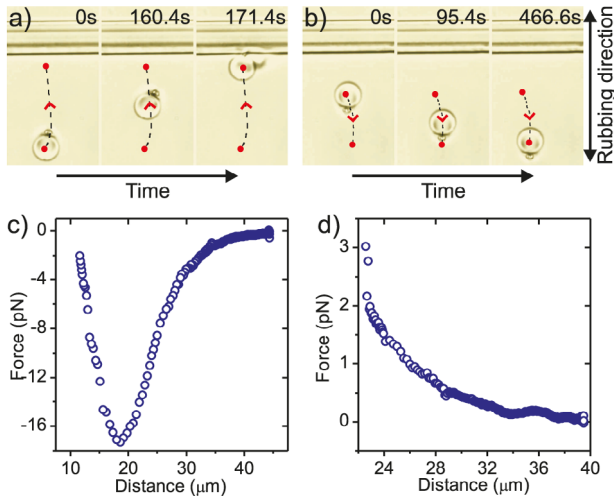 a) 0s 160.4s 171.4s
b) 0s 95.4s 466.6s
Rubbing direction
Time
Time
c)
0
-4
-8
-12
-16
Force (pN)
10 20 30 40
Distance (μm)
d)
3
2
1
0
Force (pN)
24 28 32 36 40
Distance (μm)